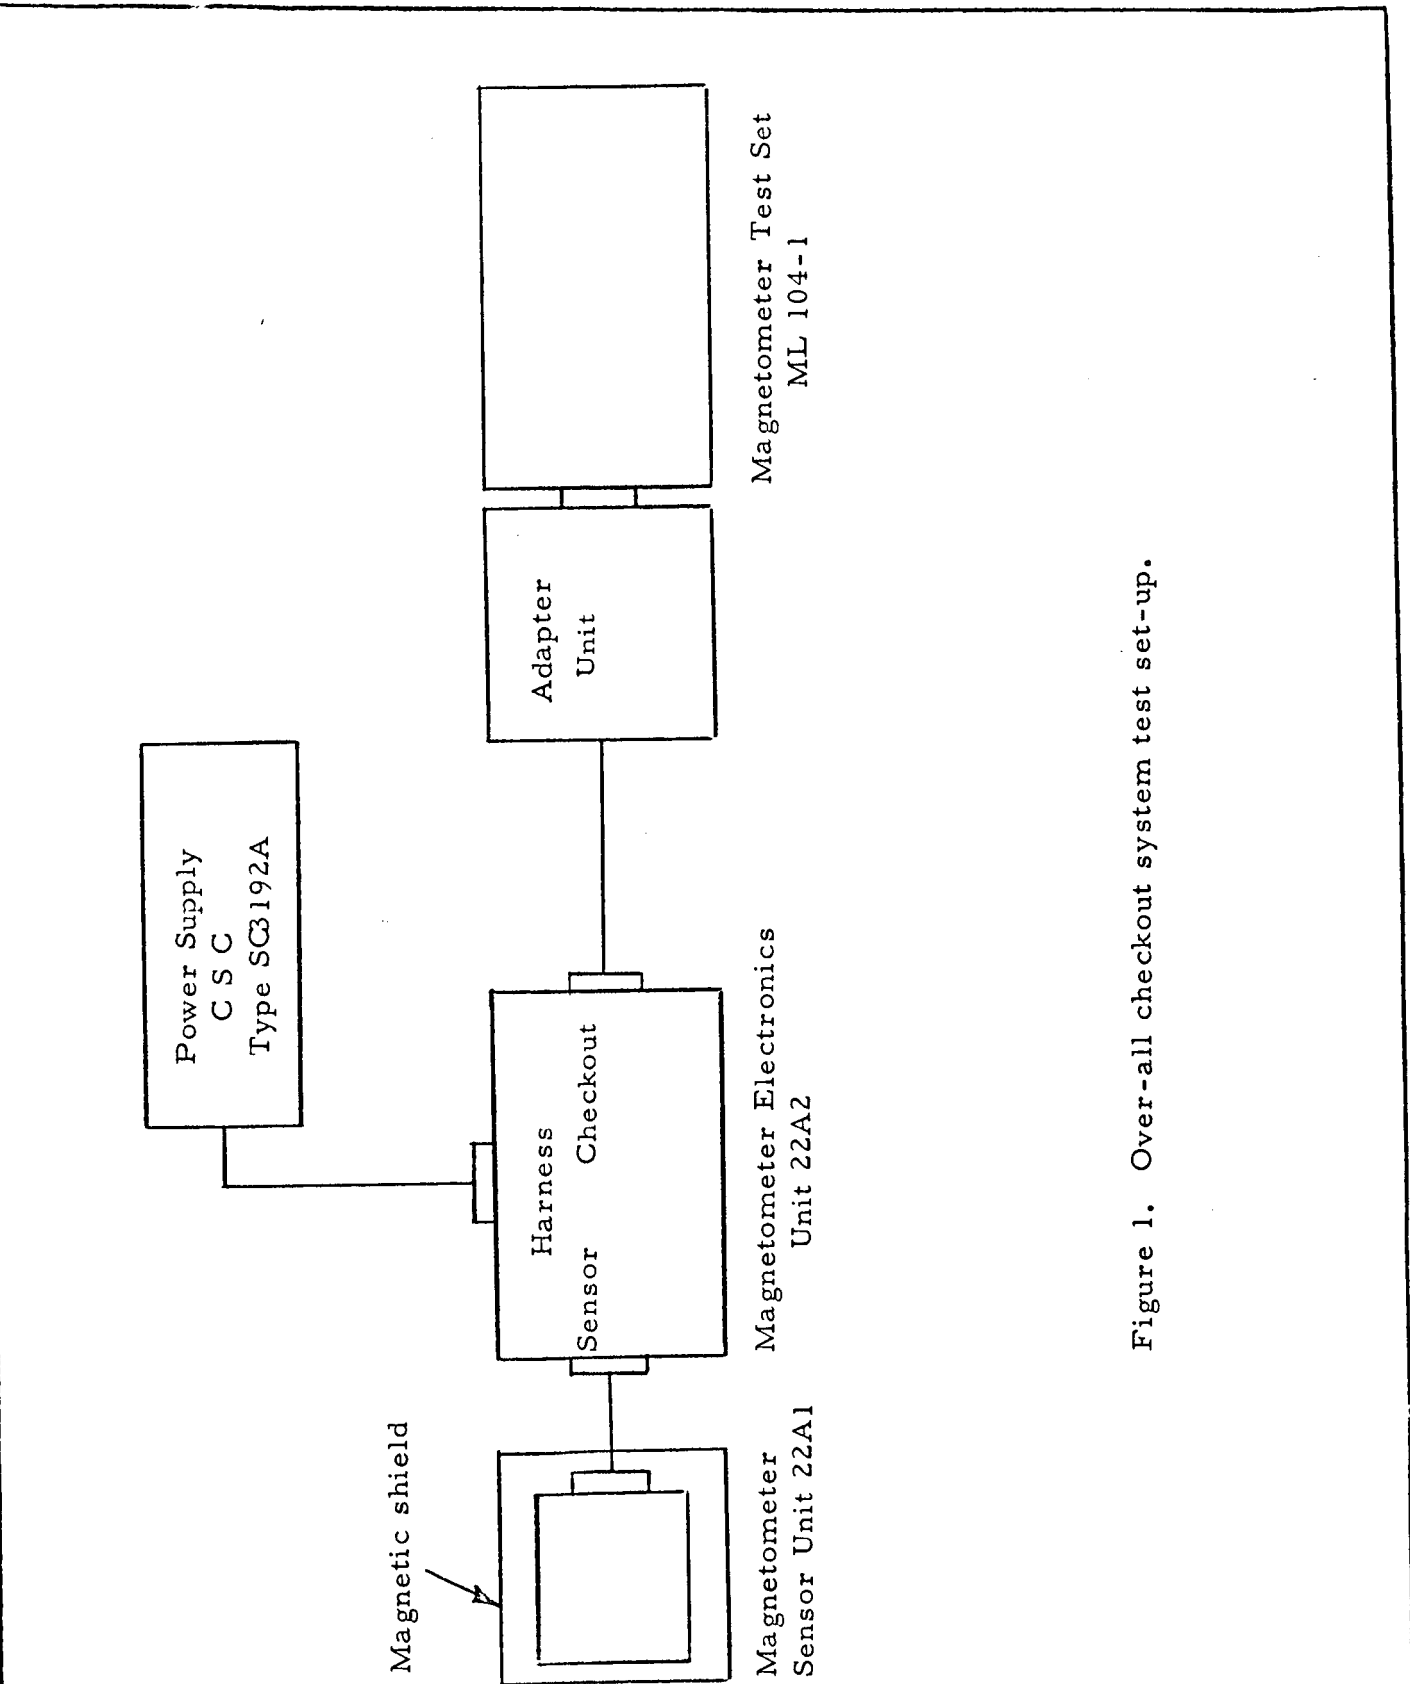 Power Supply
C S C
Type SC3192A
Magnetic shield
Harness
Sensor Checkout
Adapter
Unit
Magnetometer
Sensor Unit 22A1
Magnetometer Electronics
Unit 22A2
Magnetometer Test Set
ML 104-1
Figure 1. Over-all checkout system test set-up.